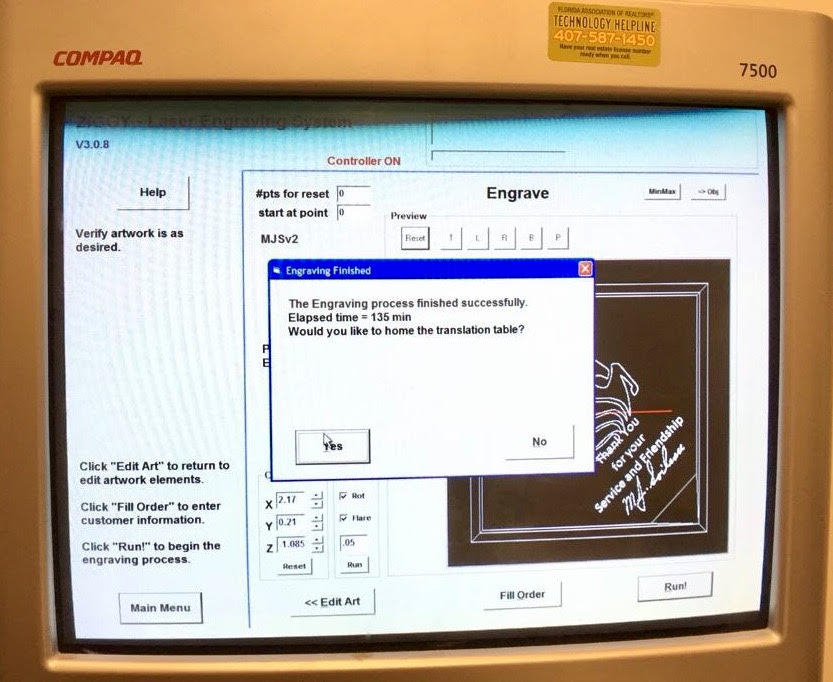 COMPAQ
FLORIDA ASSOCIATION OF REALTORS®
TECHNOLOGY HELPLINE
407-587-1450
Have your real estate license number
ready when you call.
7500
Laser Engraving System
V3.0.8
Controller ON
Help
#pts for reset 0
start at point 0
Engrave
MinMax
-> Obj
Verify artwork is as
desired.
MJSv2
Preview
Reset
T
L
R
B
P
Engraving Finished
The Engraving process finished successfully.
Elapsed time = 135 min
Would you like to home the translation table?
P
E
Yes
No
Thank You
for your
Service and Friendship
Click "Edit Art" to return to
edit artwork elements.
Click "Fill Order" to enter
customer information.
Click "Run!" to begin the
engraving process.
X 2.17
Y 0.21
Z 1.085
Rot
Flare
.05
Reset
Run
Main Menu
<< Edit Art
Fill Order
Run!